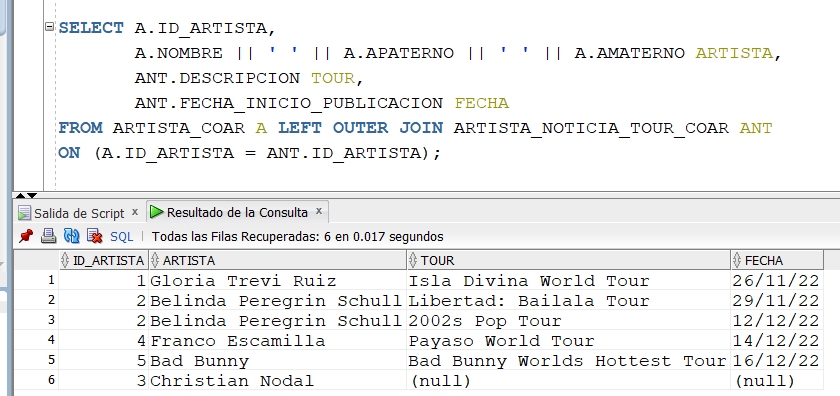 SELECT A.ID_ARTISTA,
A.NOMBRE || ' ' || A.APATERNO || ' ' || A.AMATERNO ARTISTA,
ANT.DESCRIPCION TOUR,
ANT.FECHA_INICIO_PUBLICACION FECHA
FROM ARTISTA_COAR A LEFT OUTER JOIN ARTISTA_NOTICIA_TOUR_COAR ANT
ON (A.ID_ARTISTA = ANT.ID_ARTISTA);
Salida de Script x Resultado de la Consulta x
SQL | Todas las Filas Recuperadas: 6 en 0.017 segundos
ID_ARTISTA ARTISTA TOUR FECHA
1 1 Gloria Trevi Ruiz Isla Divina World Tour 26/11/22
2 2 Belinda Peregrin Schull Libertad: Bailala Tour 29/11/22
3 2 Belinda Peregrin Schull 2002s Pop Tour 12/12/22
4 4 Franco Escamilla Payaso World Tour 14/12/22
5 5 Bad Bunny Bad Bunny Worlds Hottest Tour 16/12/22
6 3 Christian Nodal (null) (null)